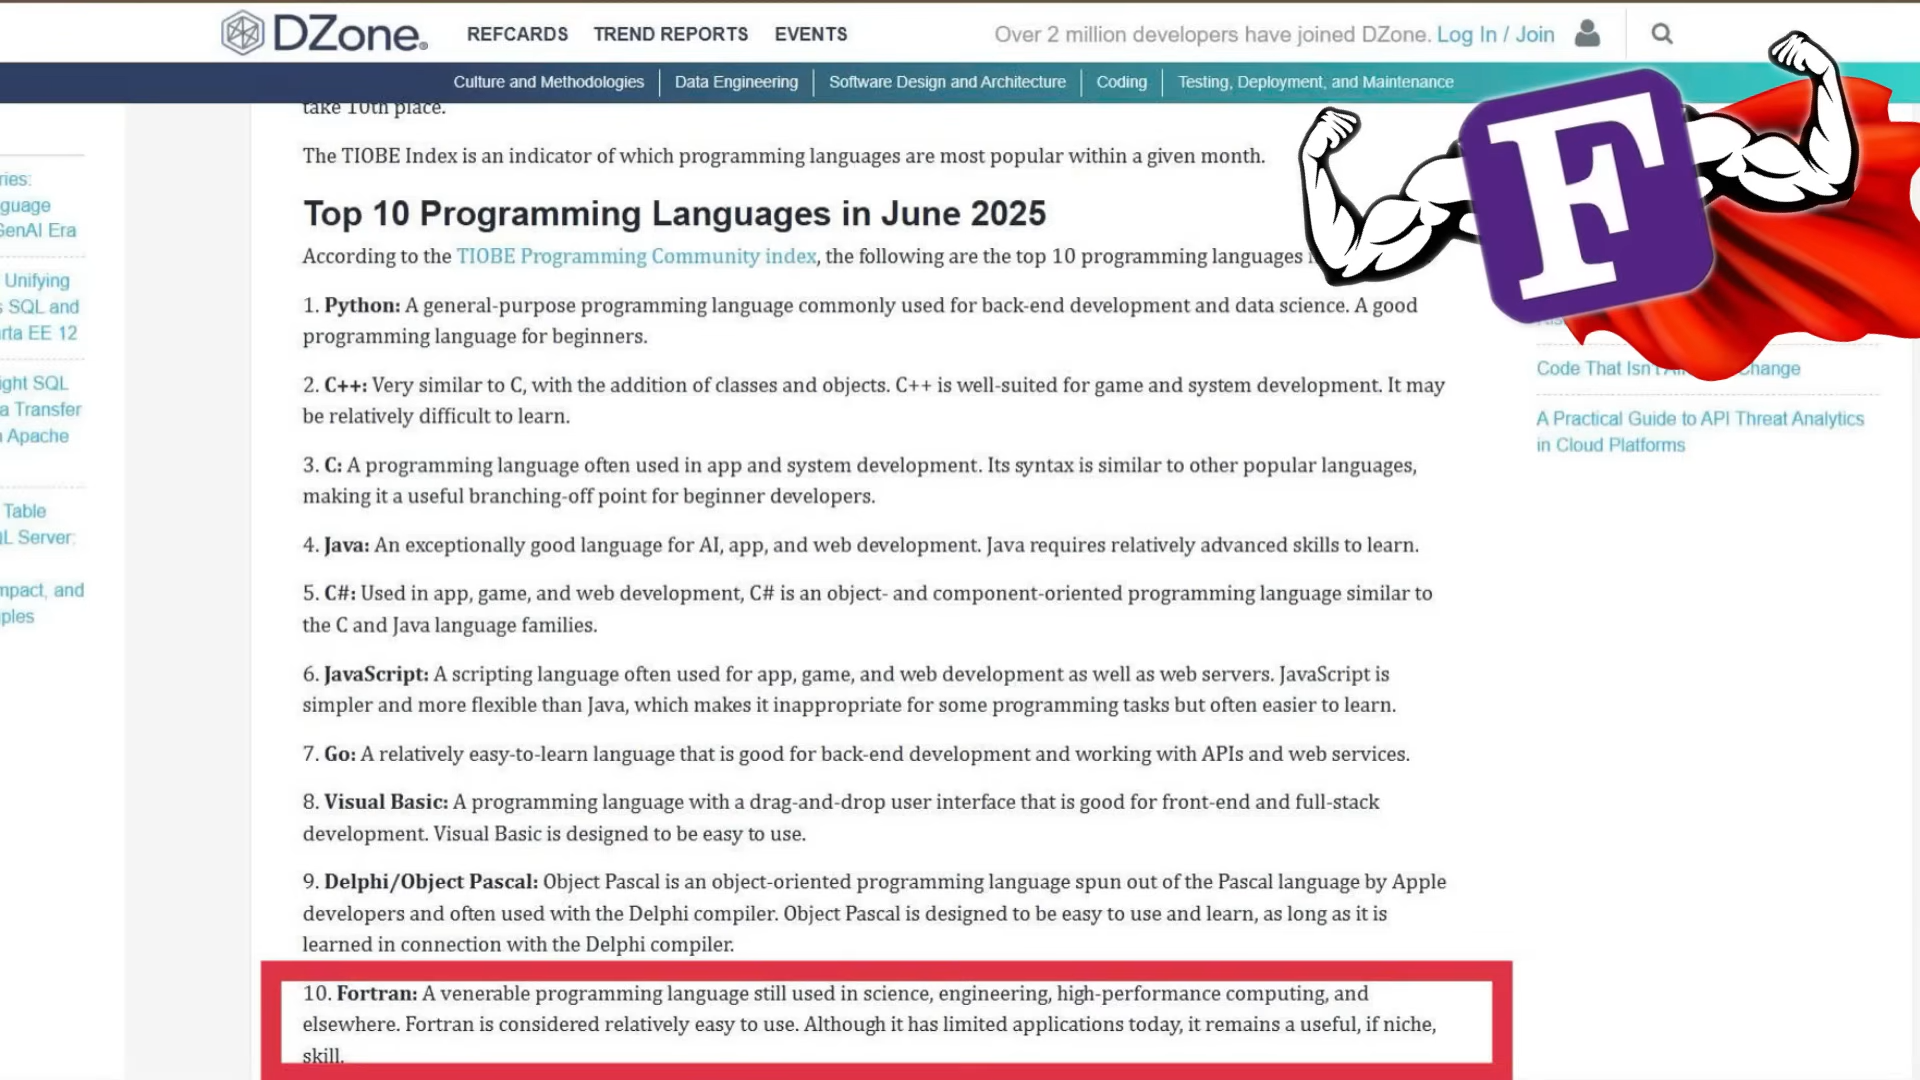 DZone.
REFCARDS TREND REPORTS EVENTS
Over 2 million developers have joined DZone. Log In / Join
Culture and Methodologies Data Engineering Software Design and Architecture Coding Testing, Deployment, and Maintenance
take 10th place.
The TIOBE Index is an indicator of which programming languages are most popular within a given month.
Top 10 Programming Languages in June 2025
According to the TIOBE Programming Community index, the following are the top 10 programming languages
1. Python: A general-purpose programming language commonly used for back-end development and data science. A good
programming language for beginners.
2. C++: Very similar to C, with the addition of classes and objects. C++ is well-suited for game and system development. It may
be relatively difficult to learn.
3. C: A programming language often used in app and system development. Its syntax is similar to other popular languages,
making it a useful branching-off point for beginner developers.
4. Java: An exceptionally good language for AI, app, and web development. Java requires relatively advanced skills to learn.
5. C#: Used in app, game, and web development, C# is an object- and component-oriented programming language similar to
the C and Java language families.
6. JavaScript: A scripting language often used for app, game, and web development as well as web servers. JavaScript is
simpler and more flexible than Java, which makes it inappropriate for some programming tasks but often easier to learn.
7. Go: A relatively easy-to-learn language that is good for back-end development and working with APIs and web services.
8. Visual Basic: A programming language with a drag-and-drop user interface that is good for front-end and full-stack
development. Visual Basic is designed to be easy to use.
9. Delphi/Object Pascal: Object Pascal is an object-oriented programming language spun out of the Pascal language by Apple
developers and often used with the Delphi compiler. Object Pascal is designed to be easy to use and learn, as long as it is
learned in connection with the Delphi compiler.
10. Fortran: A venerable programming language still used in science, engineering, high-performance computing, and
elsewhere. Fortran is considered relatively easy to use. Although it has limited applications today, it remains a useful, if niche,
skill.
ries:
guage
GenAI Era
Unifying
SQL and
rta EE 12
ight SQL
a Transfer
Apache
Table
L Server:
mpact, and
ples
F
Code That Isn't Change
A Practical Guide to API Threat Analytics
in Cloud Platforms